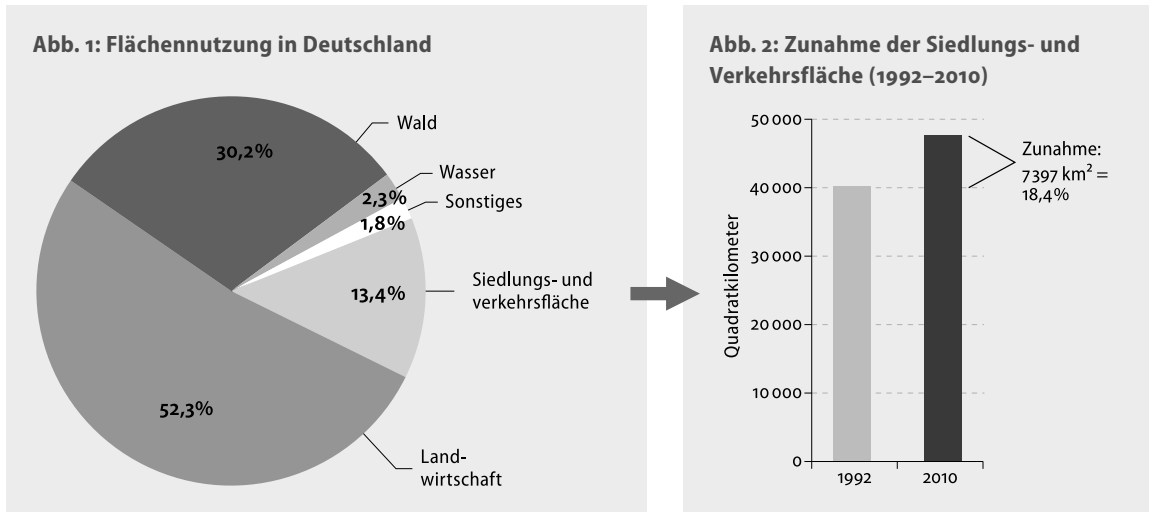 Abb. 1: Flächennutzung in Deutschland
Wald
30,2%
Wasser
2,3%
Sonstiges
1,8%
Siedlungs- und
verkehrsfläche
13,4%
52,3%
Land-
wirtschaft
Abb. 2: Zunahme der Siedlungs- und
Verkehrsfläche (1992–2010)
Quadratkilometer
50 000
40 000
30 000
20 000
10 000
0
1992
2010
Zunahme:
7 397 km² =
18,4%